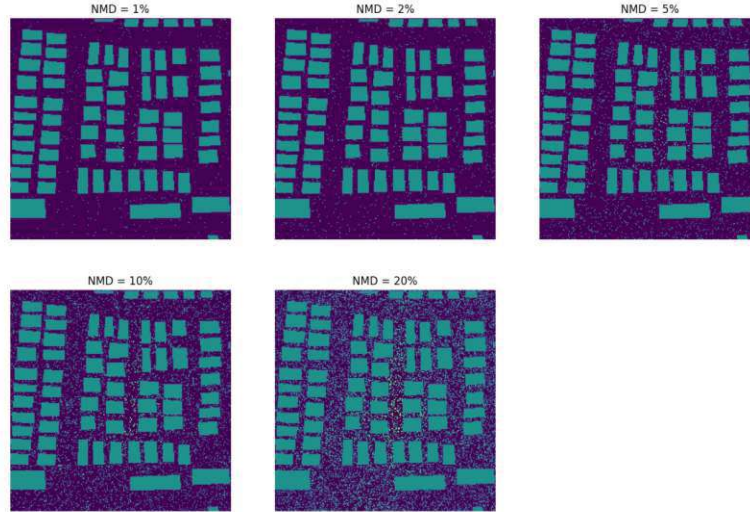 NMD = 1%
NMD = 2%
NMD = 5%
NMD = 10%
NMD = 20%